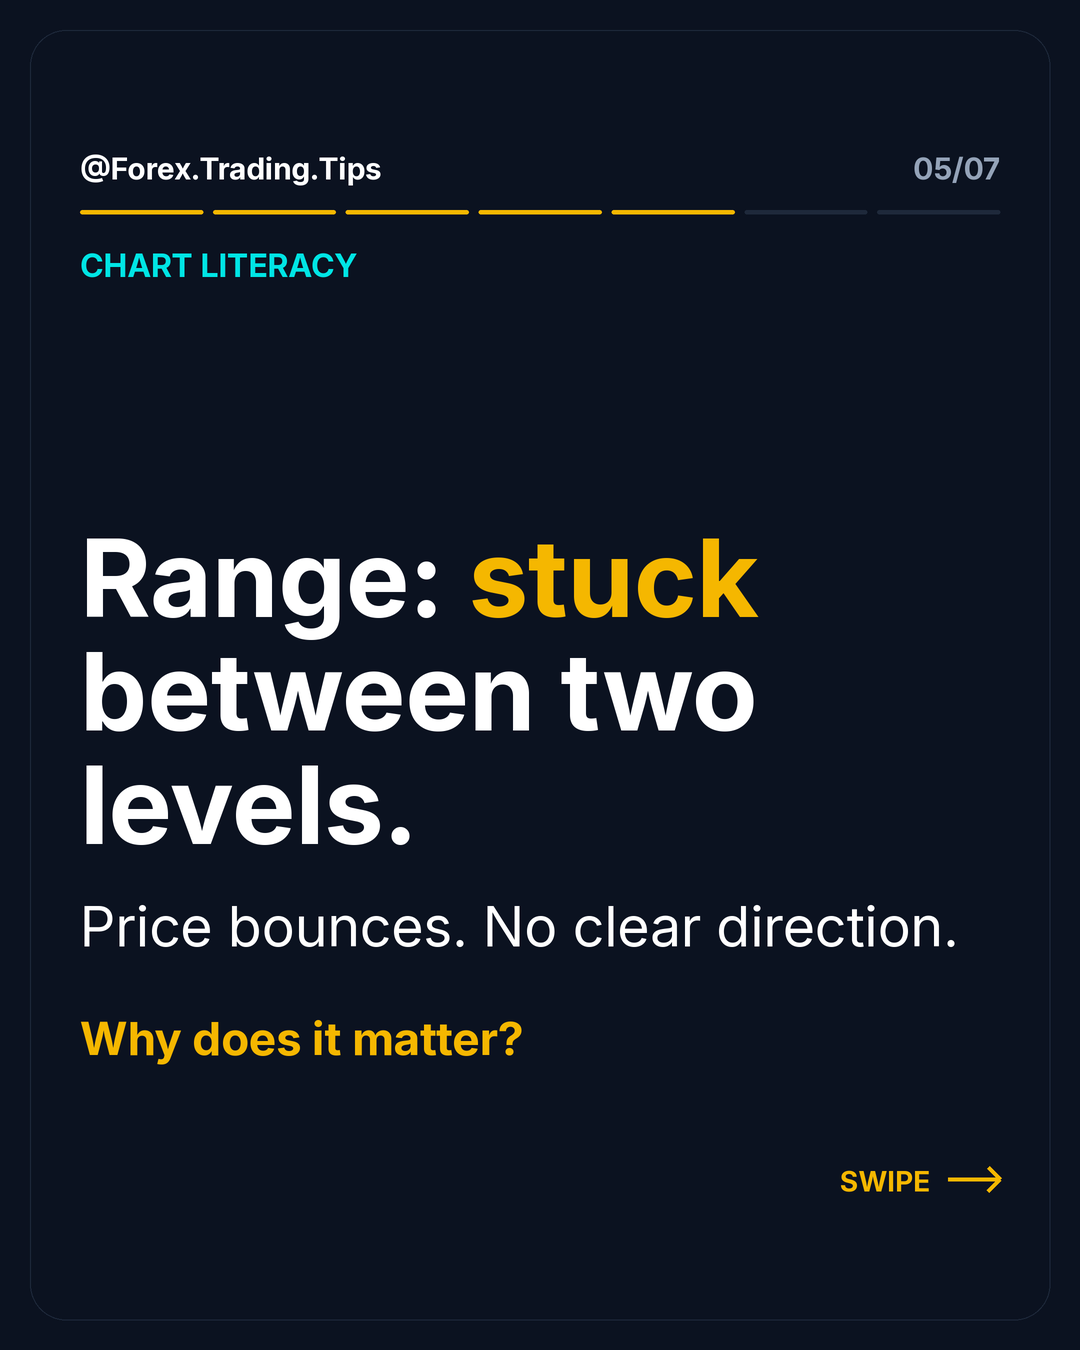 @Forex.Trading.Tips
05/07
CHART LITERACY
Range: stuck
between two
levels.
Price bounces. No clear direction.
Why does it matter?
SWIPE